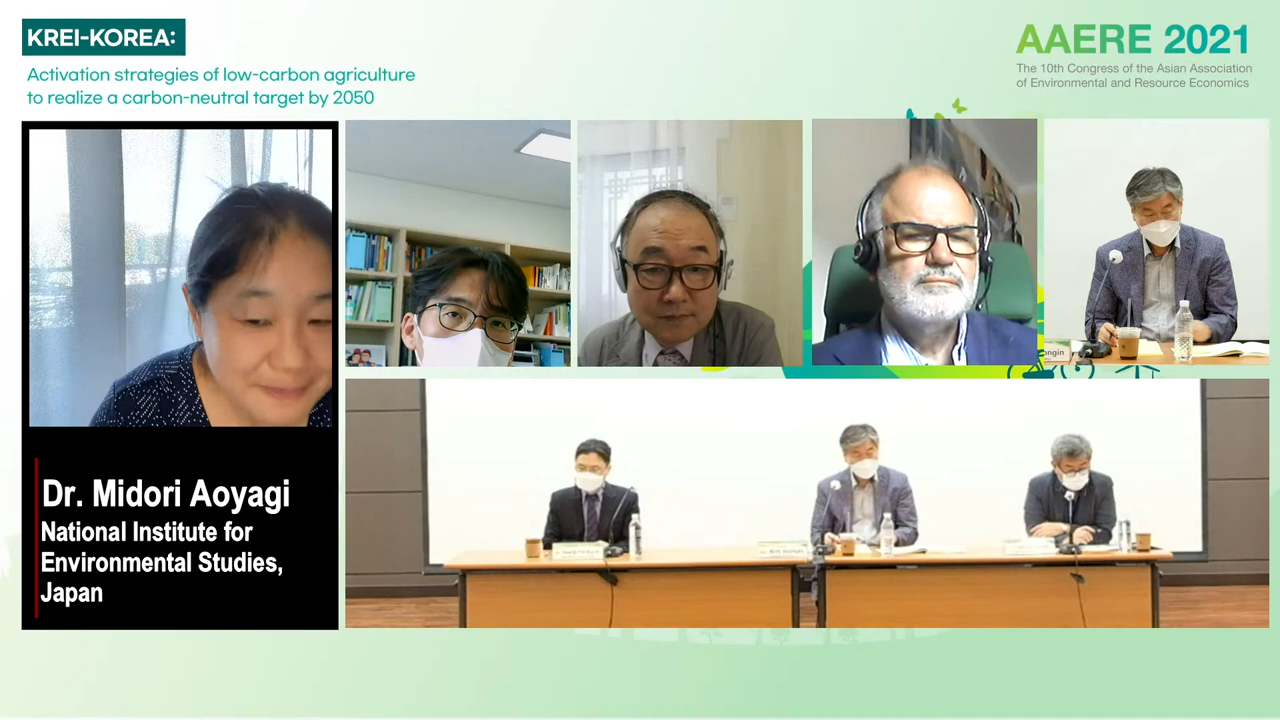 KREI-KOREA:
Activation strategies of low-carbon agriculture
to realize a carbon-neutral target by 2050
AAERE 2021
The 10th Congress of the Asian Association
of Environmental and Resource Economics
Dr. Midori Aoyagi
National Institute for
Environmental Studies,
Japan